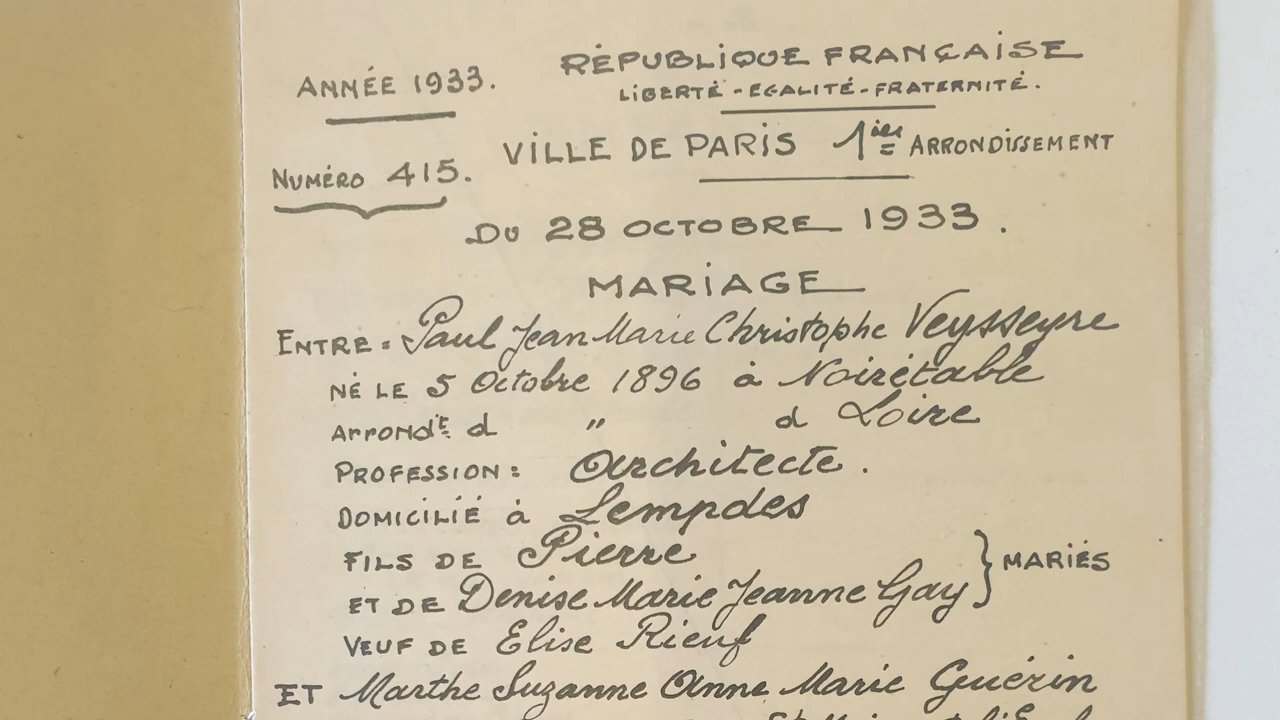 ANNÉE 1933.
RÉPUBLIQUE FRANÇAISE
LIBERTÉ - EGALITÉ - FRATERNITÉ.
VILLE DE PARIS 1ier ARRONDISSEMENT
NUMÉRO 415.
DU 28 OCTOBRE 1933.
MARIAGE
ENTRE : Paul Jean Marie Christophe Veysseyre
NÉ LE 5 Octobre 1896 à Noirétable
ARRONDt d " d Loire
PROFESSION : Architecte.
DOMICILIÉ à Lempdes
FILS DE Pierre
ET DE Denise Marie Jeanne Gay } MARIÉS
VEUF DE Elise Rieuf
ET Marthe Suzanne Anne Marie Guérin